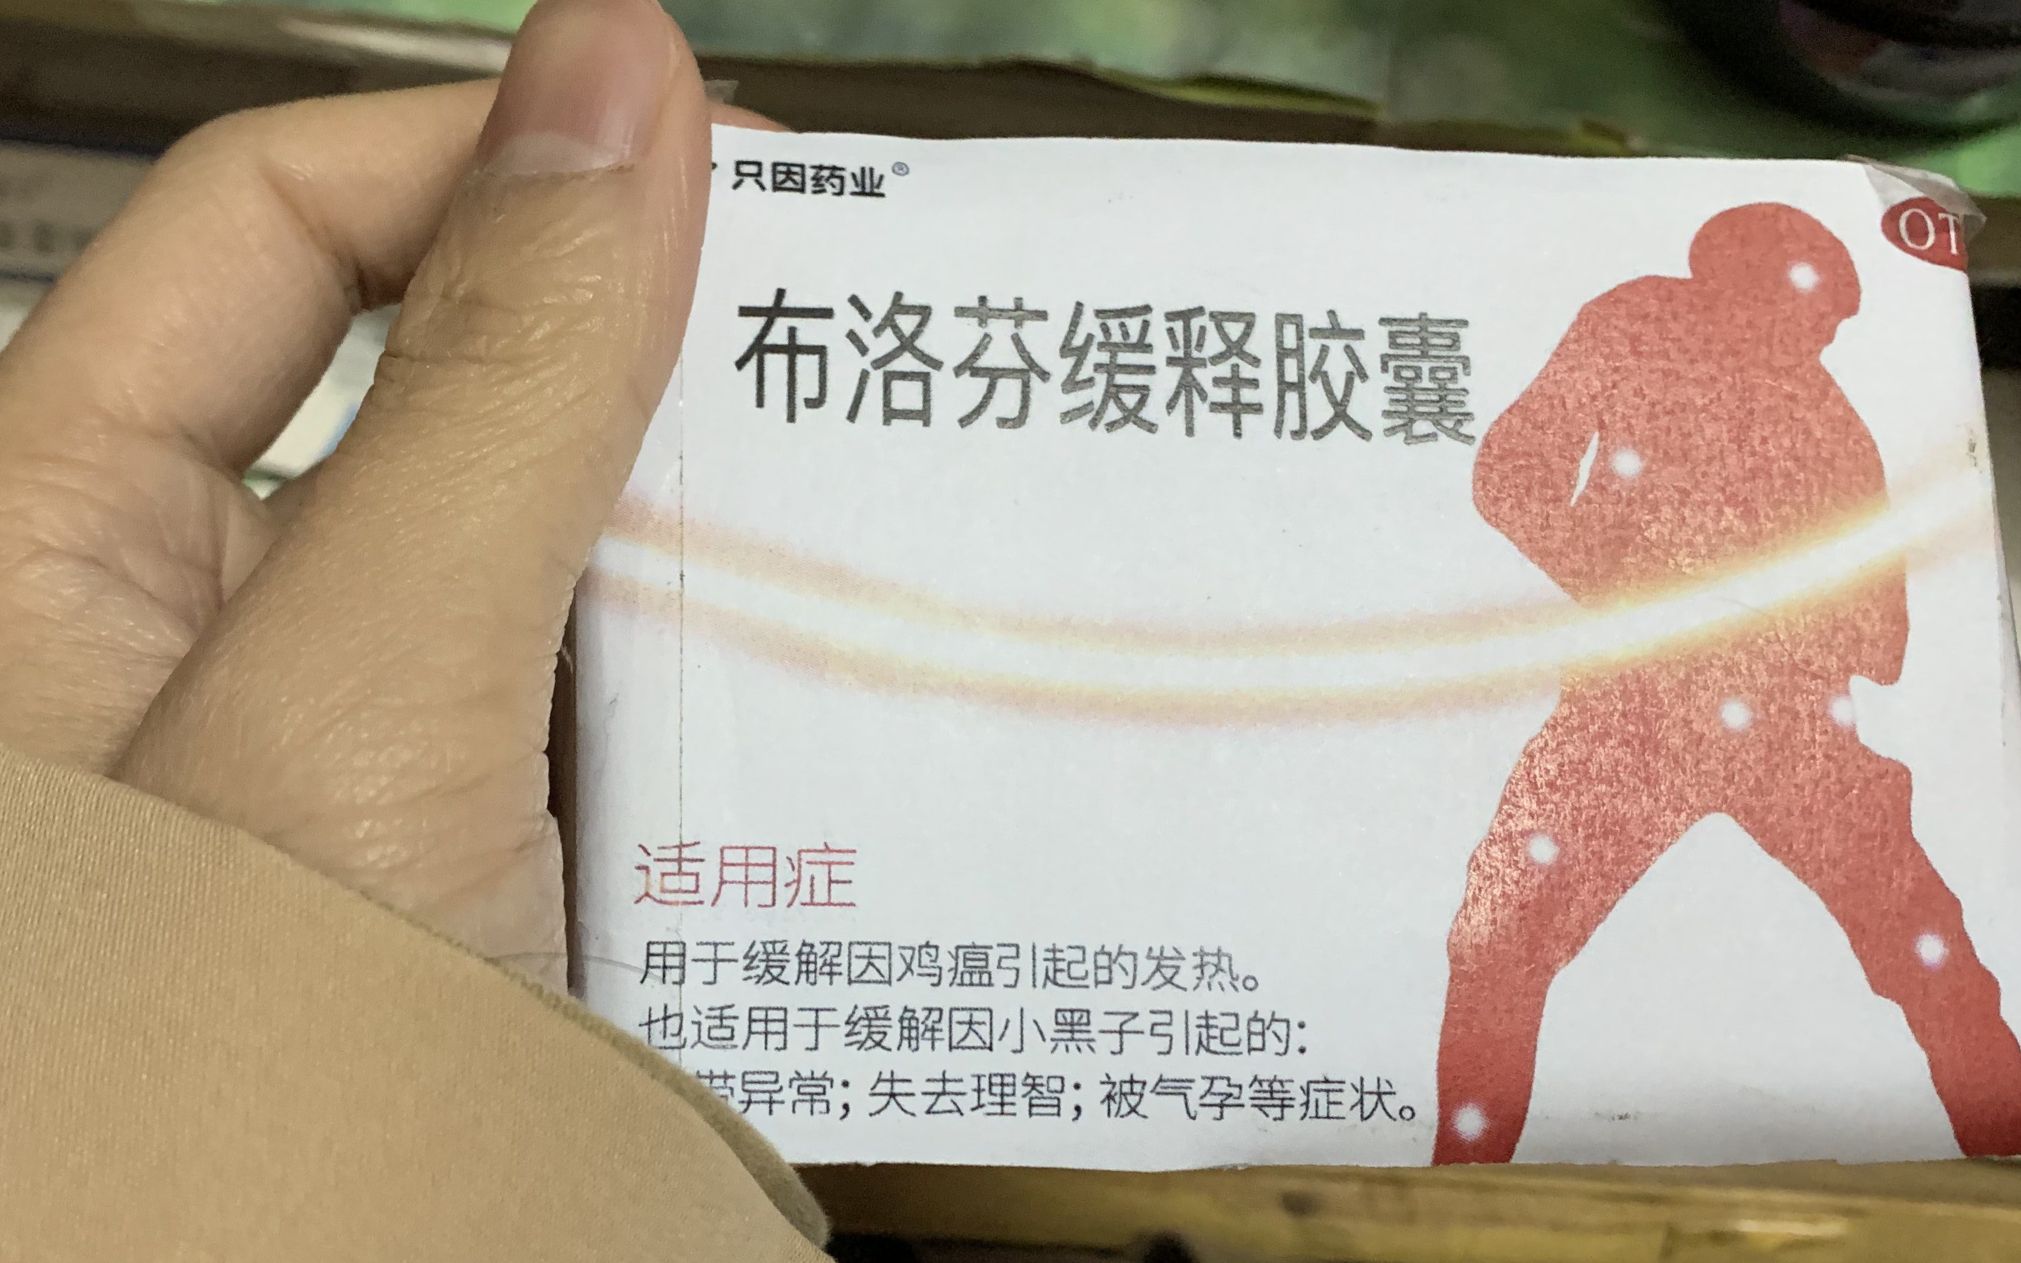 只因药业®
OT
布洛芬缓释胶囊
适用症
用于缓解因鸡瘟引起的发热。
也适用于缓解因小黑子引起的：
带异常；失去理智；被气孕等症状。